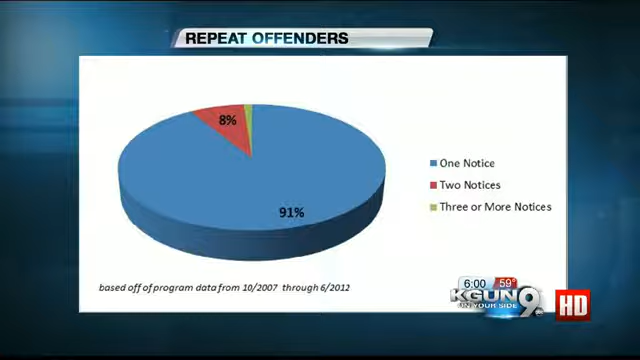 REPEAT OFFENDERS
8%
91%
One Notice
Two Notices
Three or More Notices
based off of program data from 10/2007 through 6/2012
6:00 59°
KGUN9
ON YOUR SIDE
HD